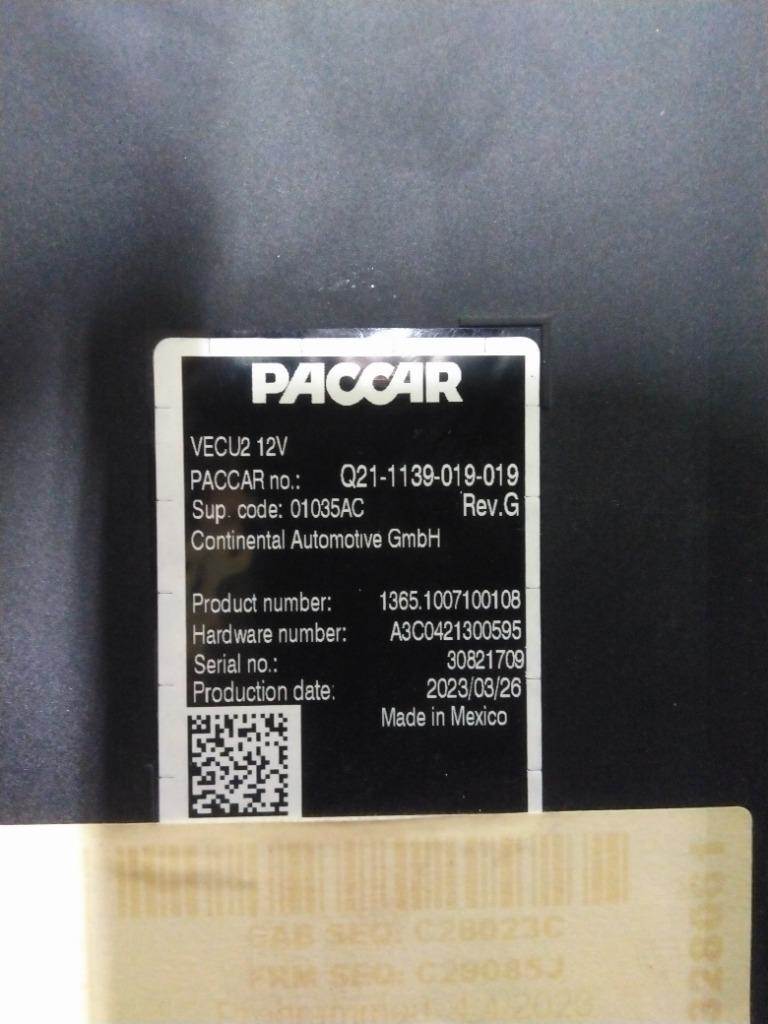 PACCAR
VECU2 12V
PACCAR no.: Q21-1139-019-019
Sup. code: 01035AC Rev.G
Continental Automotive GmbH
Product number: 1365.1007100108
Hardware number: A3C0421300595
Serial no.: 30821709
Production date: 2023/03/26
Made in Mexico
CAB SEQ: C28023C
FRM SEQ: C29085J
Programmed